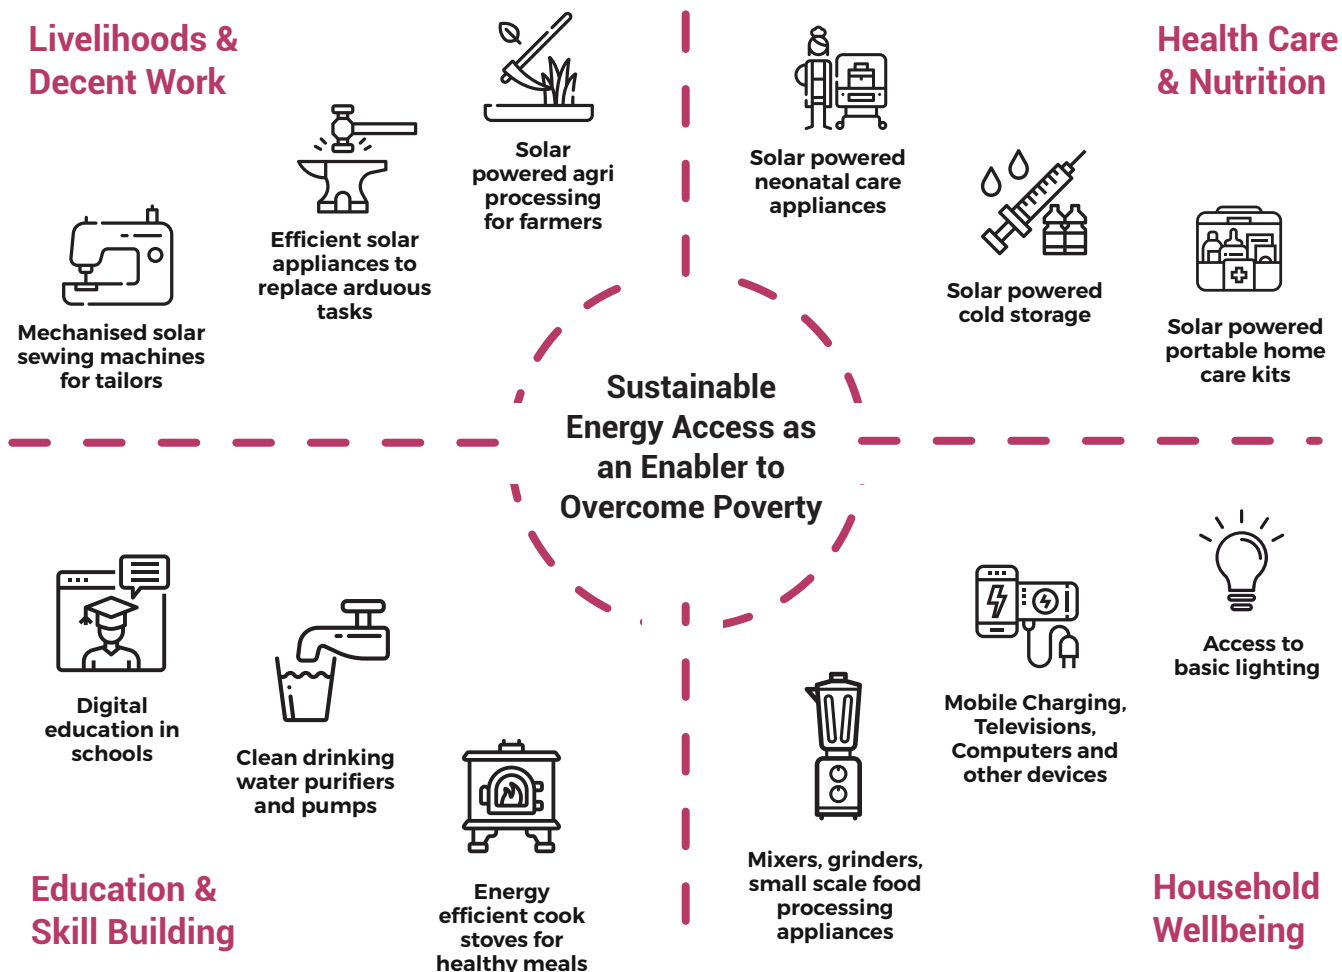 Livelihoods &
Decent Work
Solar
powered agri
processing
for farmers
Efficient solar
appliances to
replace arduous
tasks
Mechanised solar
sewing machines
for tailors
Health Care
& Nutrition
Solar powered
neonatal care
appliances
Solar powered
cold storage
Solar powered
portable home
care kits
Sustainable
Energy Access as
an Enabler to
Overcome Poverty
Digital
education in
schools
Clean drinking
water purifiers
and pumps
Energy
efficient cook
stoves for
healthy meals
Education &
Skill Building
Access to
basic lighting
Mobile Charging,
Televisions,
Computers and
other devices
Mixers, grinders,
small scale food
processing
appliances
Household
Wellbeing